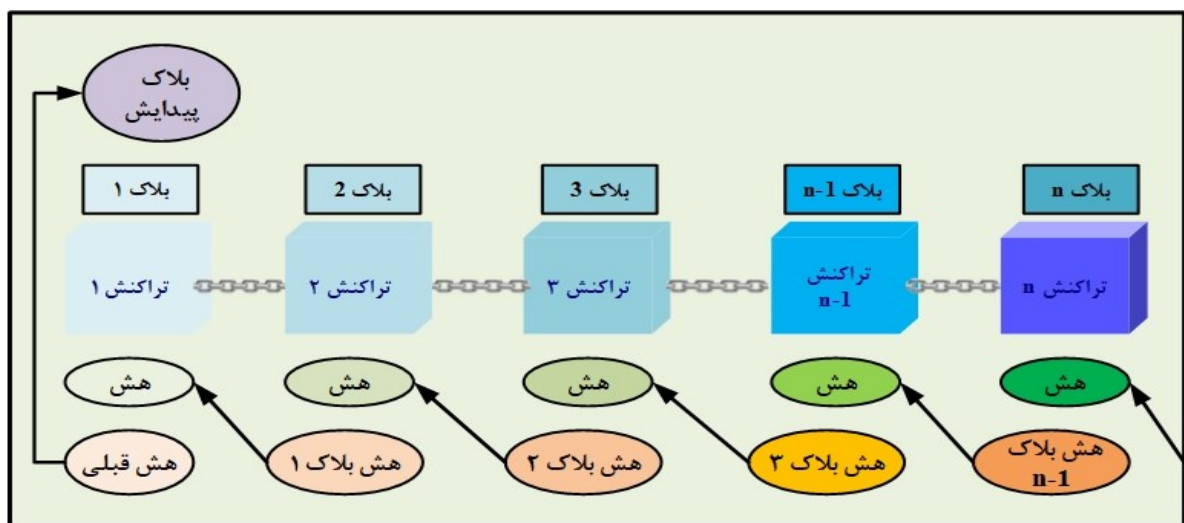 بلاک
پیدایش
بلاک ۱
بلاک 2
بلاک 3
بلاک n-1
بلاک n
تراکنش ۱
تراکنش ۲
تراکنش ۳
تراکنش
n-1
تراکنش n
هش
هش
هش
هش
هش
هش قبلی
هش بلاک ۱
هش بلاک ۲
هش بلاک ۳
هش بلاک
n-1